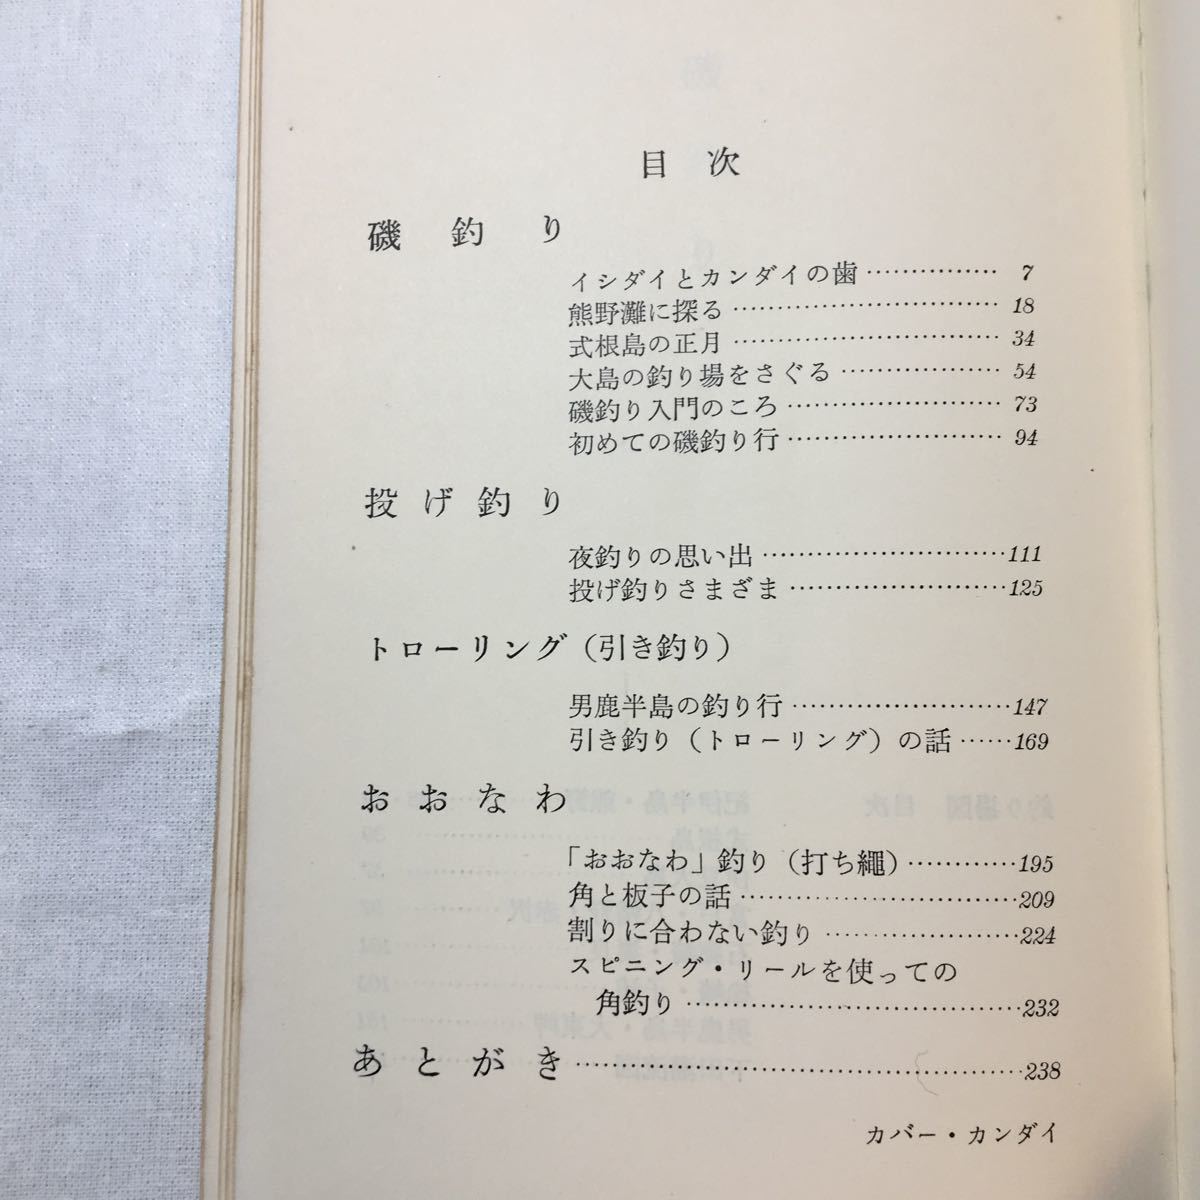 目次
磯釣り
イシダイとカンダイの歯……………7
熊野灘に探る……………………………18
式根島の正月……………………………34
大島の釣り場をさぐる…………………54
磯釣り入門のころ………………………73
初めての磯釣り行………………………94
投げ釣り
夜釣りの思い出…………………………111
投げ釣りさまざま………………………125
トローリング(引き釣り)
男鹿半島の釣り行………………………147
引き釣り(トローリング)の話……169
おおなわ
「おおなわ」釣り(打ち縄)…………195
角と板子の話……………………………209
割りに合わない釣り……………………224
スピニング・リールを使っての
角釣り……………………………………232
あとがき…………………………………238
カバー・カンダイ